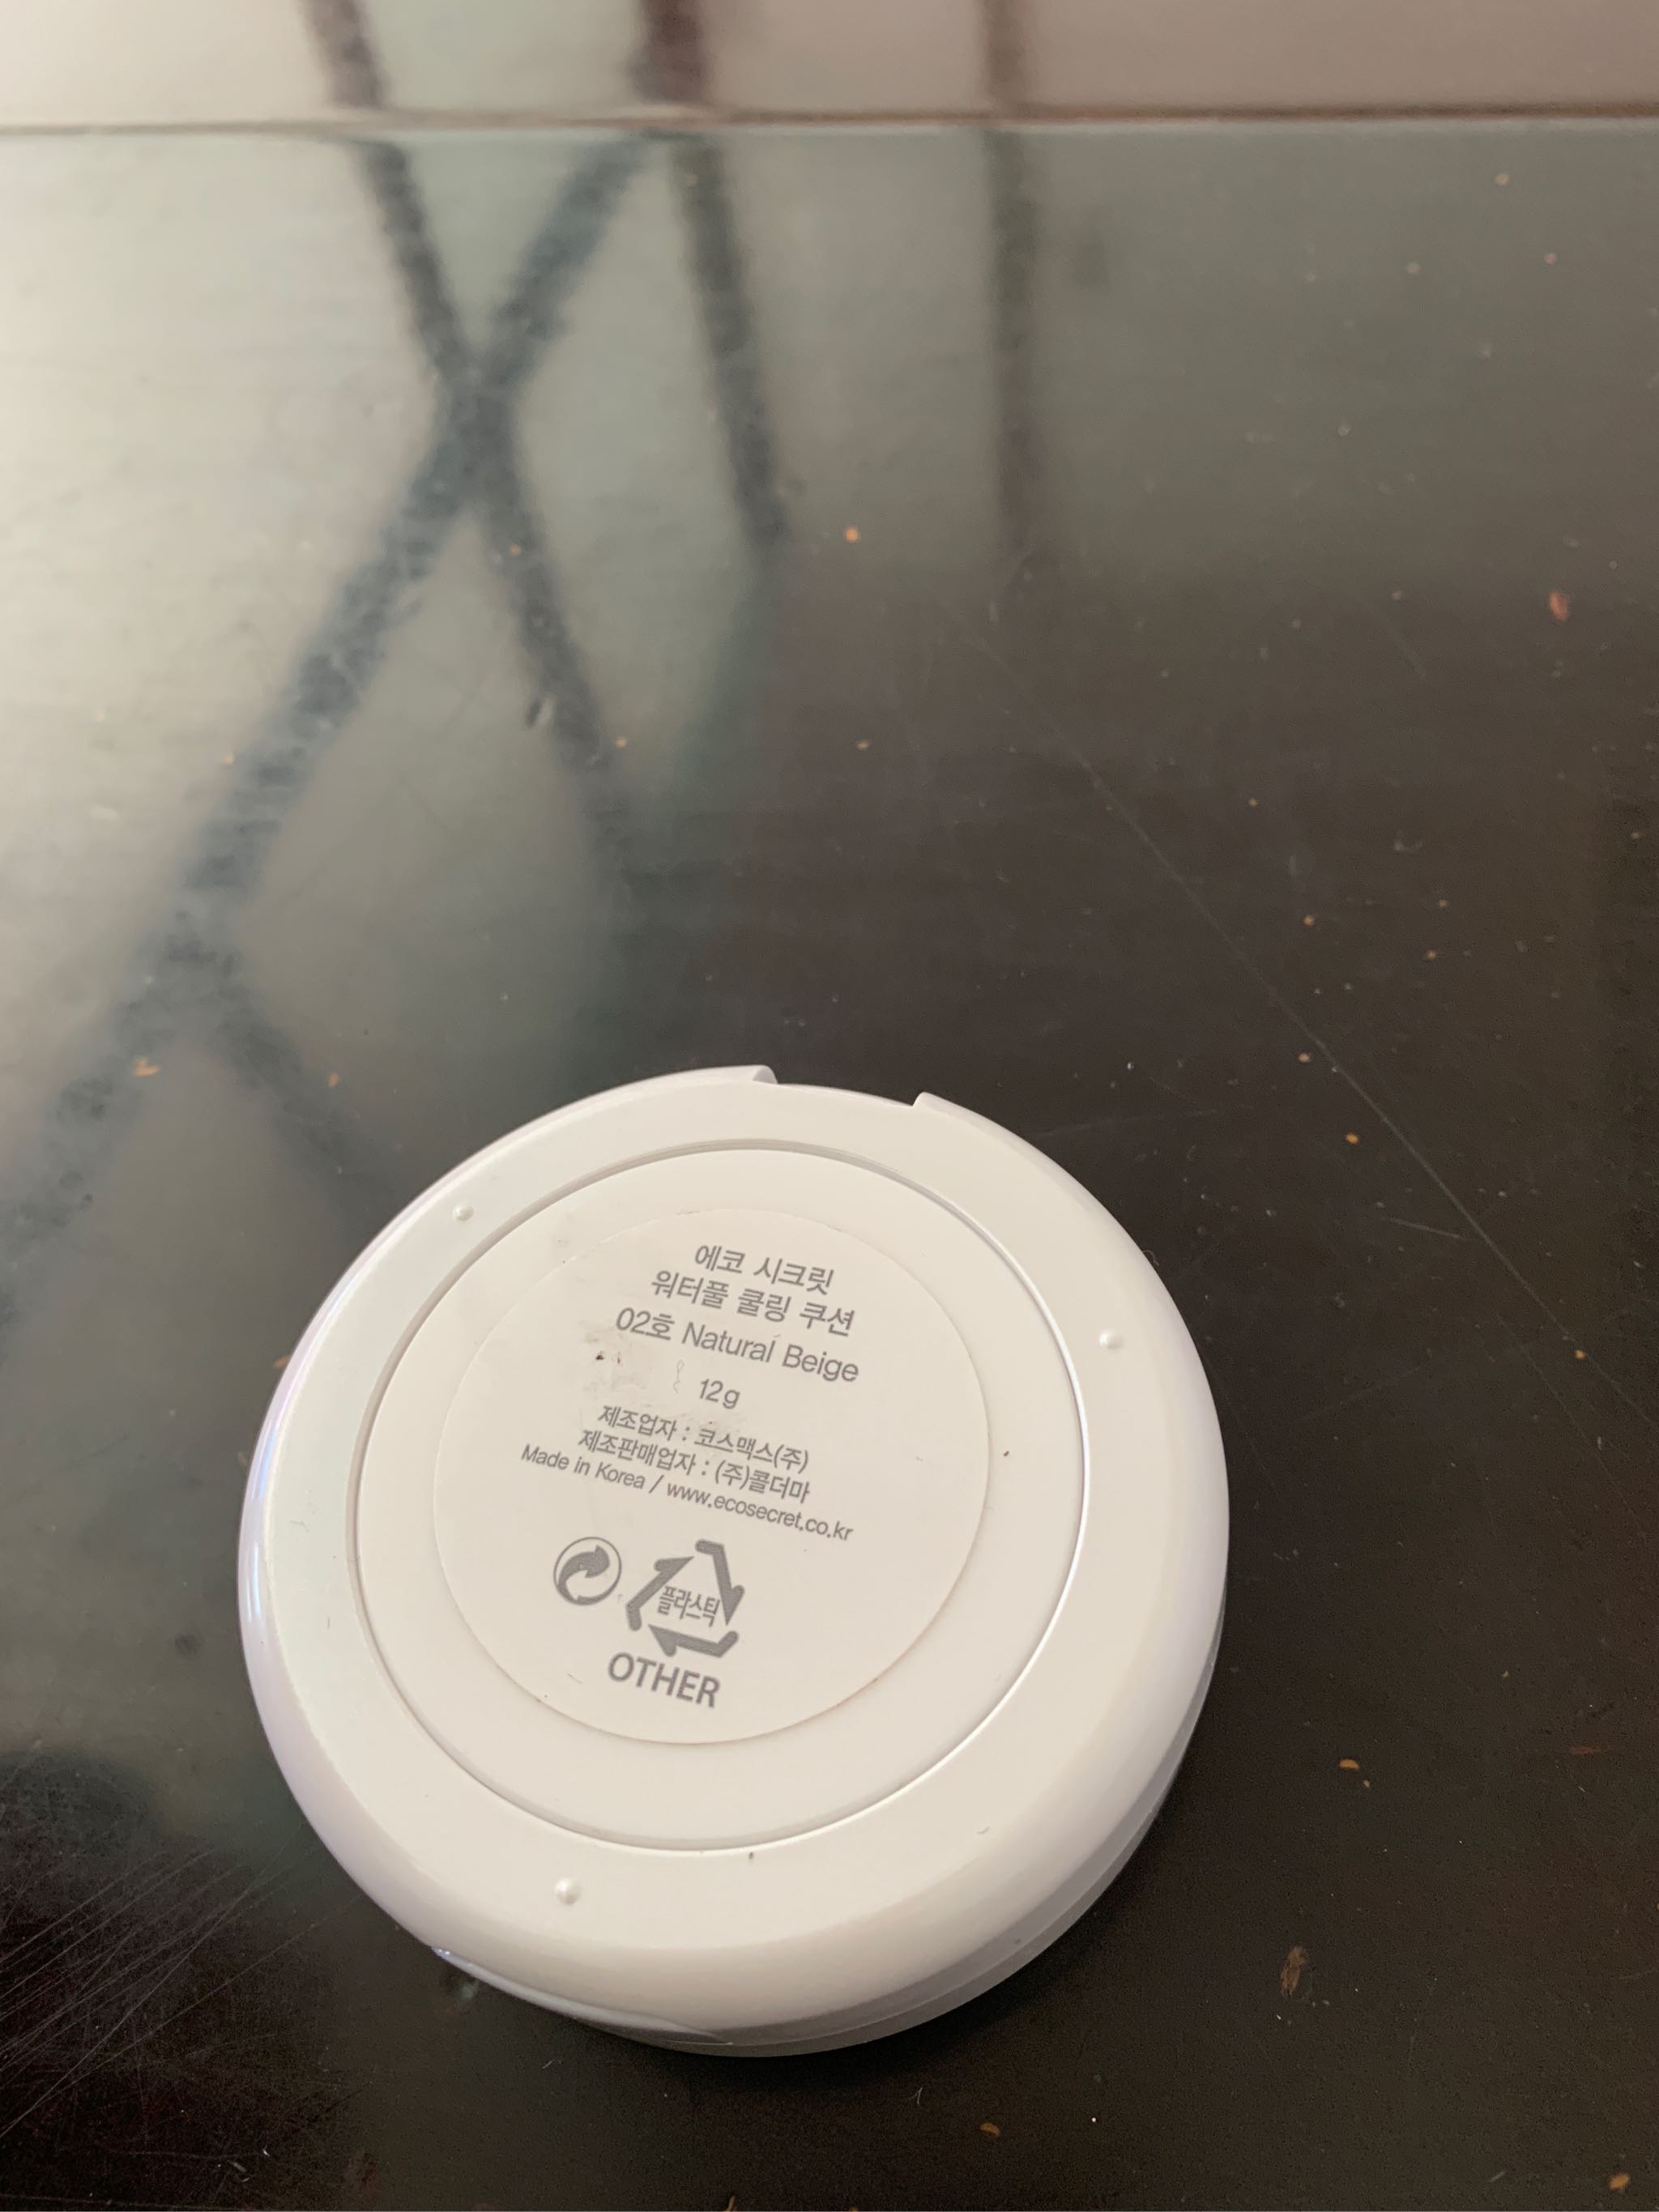 에코 시크릿
워터풀 쿨링 쿠션
02호 Natural Beige
12g
제조업자 : 코스맥스(주)
제조판매업자 : (주)콜더마
Made in Korea / www.ecosecret.co.kr
플라스틱
OTHER